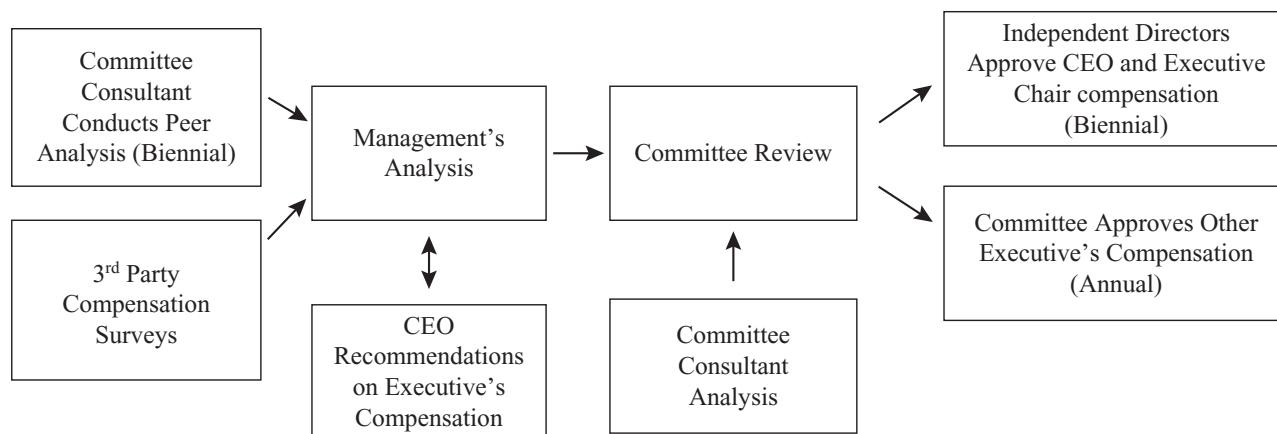 Committee
Consultant
Conducts Peer
Analysis (Biennial)
3rd Party
Compensation
Surveys
Management’s
Analysis
CEO
Recommendations
on Executive’s
Compensation
Committee Review
Committee
Consultant
Analysis
Independent Directors
Approve CEO and Executive
Chair compensation
(Biennial)
Committee Approves Other
Executive’s Compensation
(Annual)